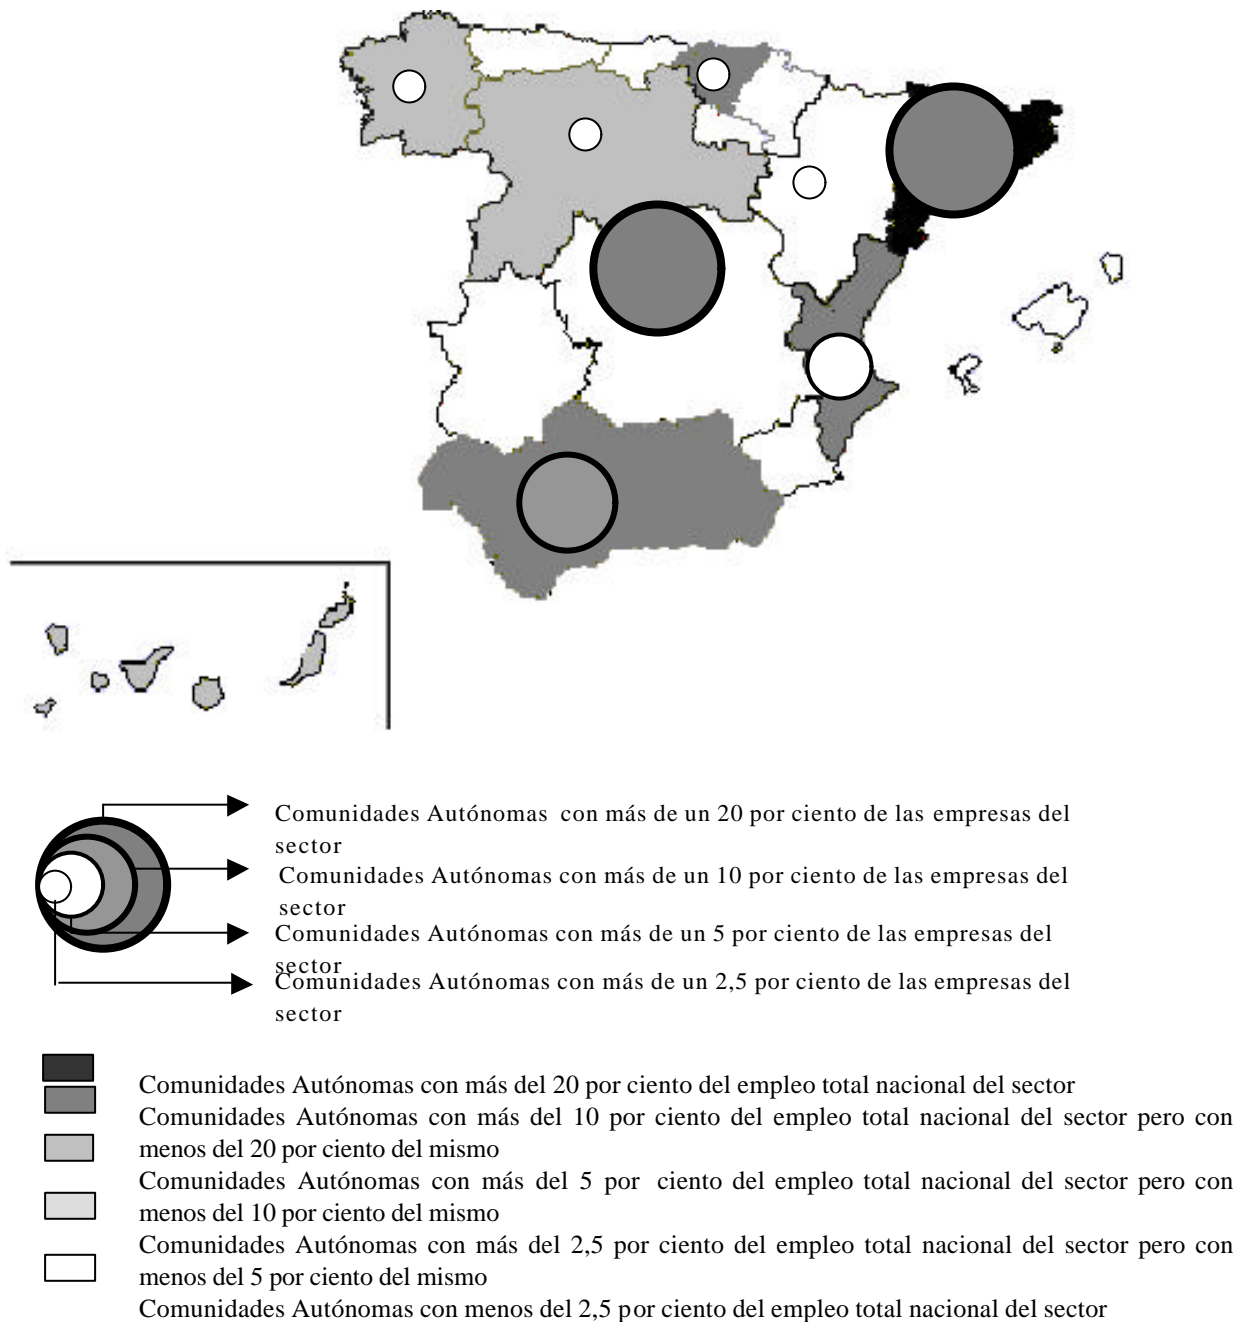 Comunidades Autónomas con más de un 20 por ciento de las empresas del
sector
Comunidades Autónomas con más de un 10 por ciento de las empresas del
sector
Comunidades Autónomas con más de un 5 por ciento de las empresas del
sector
Comunidades Autónomas con más de un 2,5 por ciento de las empresas del
sector
Comunidades Autónomas con más del 20 por ciento del empleo total nacional del sector
Comunidades Autónomas con más del 10 por ciento del empleo total nacional del sector pero con
menos del 20 por ciento del mismo
Comunidades Autónomas con más del 5 por ciento del empleo total nacional del sector pero con
menos del 10 por ciento del mismo
Comunidades Autónomas con más del 2,5 por ciento del empleo total nacional del sector pero con
menos del 5 por ciento del mismo
Comunidades Autónomas con menos del 2,5 por ciento del empleo total nacional del sector